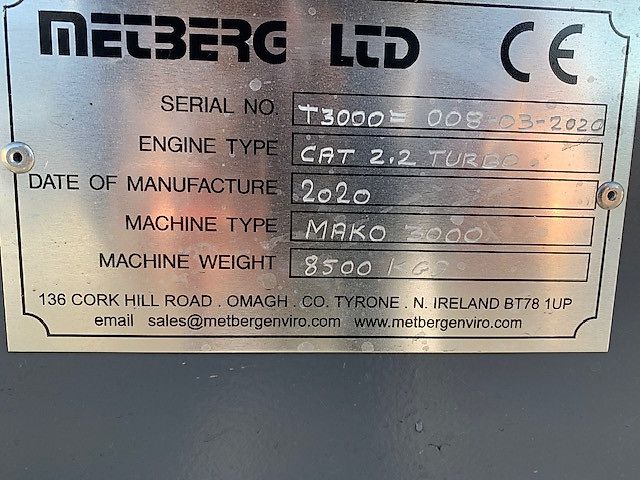 METBERG LTD CE
SERIAL NO. T3000= 008-03-2020
ENGINE TYPE CAT 2.2 TURBO.
DATE OF MANUFACTURE 2020
MACHINE TYPE MAKO 3000
MACHINE WEIGHT 8500 KGS
136 CORK HILL ROAD . OMAGH . CO. TYRONE . N. IRELAND BT78 1UP
email sales@metbergenviro.com www.metbergenviro.com